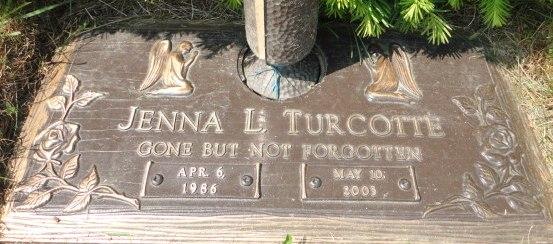 JENNA L. TURCOTTE
GONE BUT NOT FORGOTTEN
APR. 6,
1986
MAY 10,
2003